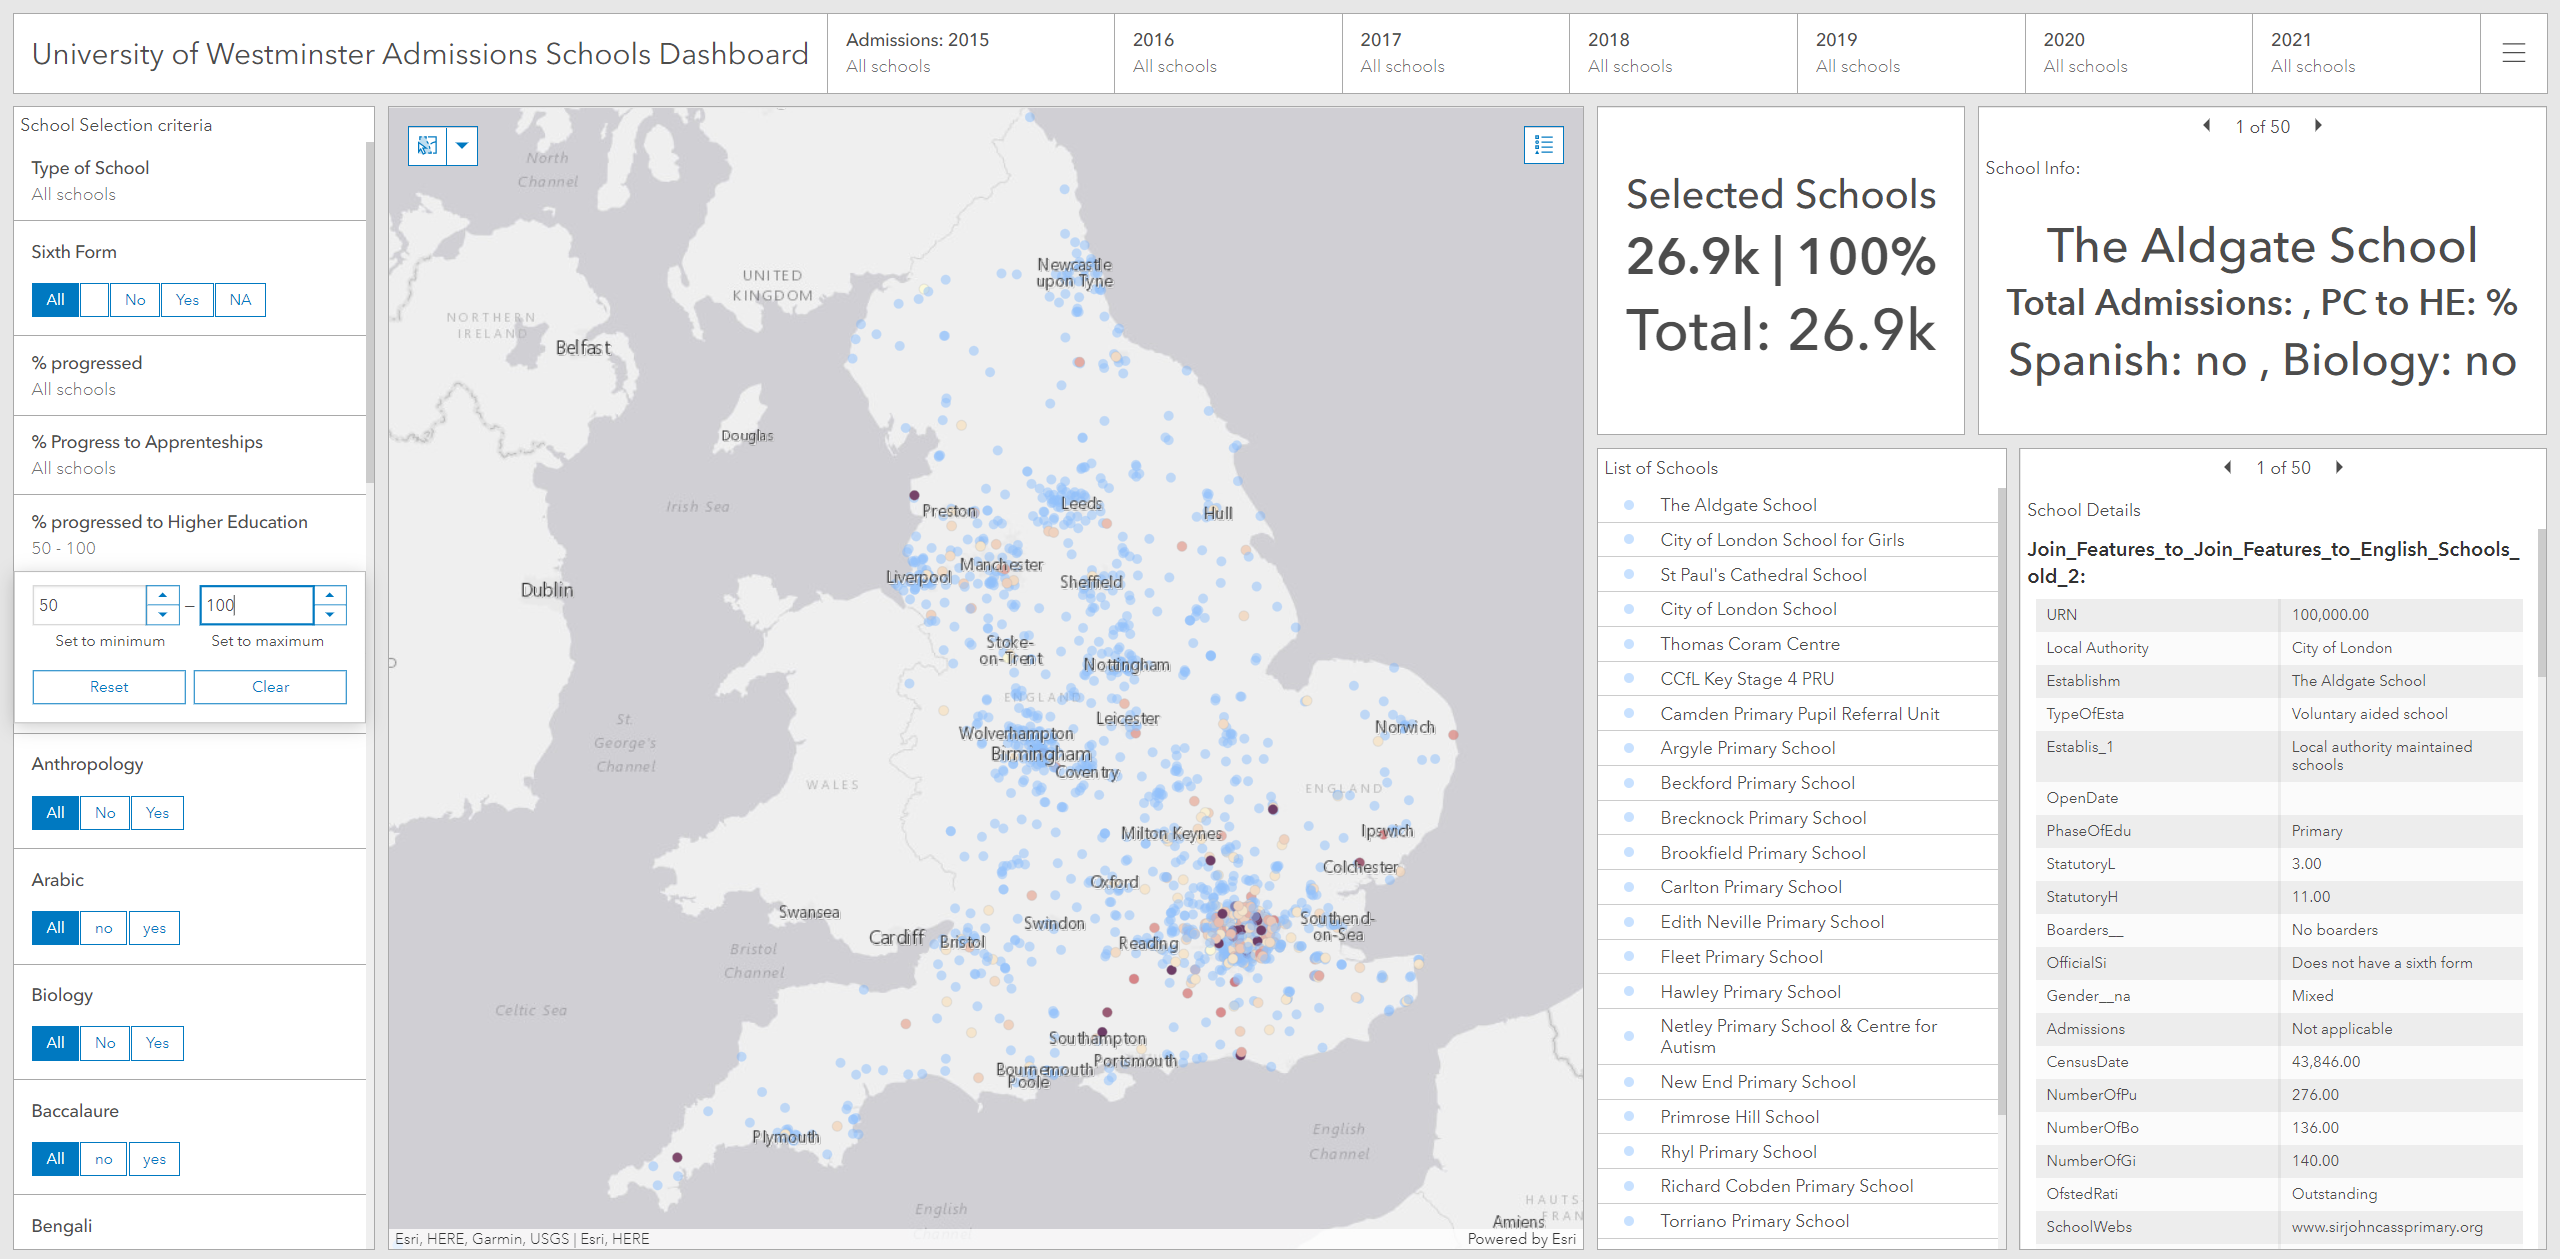 University of Westminster Admissions Schools Dashboard
Admissions: 2015
All schools
2016
All schools
2017
All schools
2018
All schools
2019
All schools
2020
All schools
2021
All schools
School Selection criteria
Type of School
All schools
Sixth Form
All No Yes NA
% progressed
All schools
% Progress to Apprenteships
All schools
% progressed to Higher Education
50 - 100
50 – 100
Set to minimum Set to maximum
Reset Clear
Anthropology
All No Yes
Arabic
All no yes
Biology
All No Yes
Baccalaure
All no yes
Bengali
North
Channel
UNITED
KINGDOM
Newcastle
upon Tyne
NORTHERN
IRELAND
Belfast
Douglas
Irish Sea
Preston
Leeds
Hull
Dublin
Liverpool
Manchester
Sheffield
Stoke-
on-Trent
Nottingham
ENGLAND
St.
George's
Channel
Leicester
Norwich
Wolverhampton
Birmingham
Coventry
WALES
ENGLAND
Milton Keynes
Ipswich
Colchester
Oxford
Swansea
Swindon
Southend-
on-Sea
Cardiff
Bristol
Reading
Bristol
Channel
Celtic Sea
Southampton
Portsmouth
Bournemouth
Poole
Plymouth
English
Channel
English
Channel
HAUTS-
FRAN
Amiens
Esri, HERE, Garmin, USGS | Esri, HERE
Powered by Esri
Selected Schools
26.9k | 100%
Total: 26.9k
1 of 50
School Info:
The Aldgate School
Total Admissions: , PC to HE: %
Spanish: no , Biology: no
List of Schools
The Aldgate School
City of London School for Girls
St Paul's Cathedral School
City of London School
Thomas Coram Centre
CCfL Key Stage 4 PRU
Camden Primary Pupil Referral Unit
Argyle Primary School
Beckford Primary School
Brecknock Primary School
Brookfield Primary School
Carlton Primary School
Edith Neville Primary School
Fleet Primary School
Hawley Primary School
Netley Primary School & Centre for
Autism
New End Primary School
Primrose Hill School
Rhyl Primary School
Richard Cobden Primary School
Torriano Primary School
1 of 50
School Details
Join_Features_to_Join_Features_to_English_Schools_
old_2:
URN 100,000.00
Local Authority City of London
Establishm The Aldgate School
TypeOfEsta Voluntary aided school
Establis_1 Local authority maintained
schools
OpenDate
PhaseOfEdu Primary
StatutoryL 3.00
StatutoryH 11.00
Boarders__ No boarders
OfficialSi Does not have a sixth form
Gender__na Mixed
Admissions Not applicable
CensusDate 43,846.00
NumberOfPu 276.00
NumberOfBo 136.00
NumberOfGi 140.00
OfstedRati Outstanding
SchoolWebs www.sirjohncassprimary.org